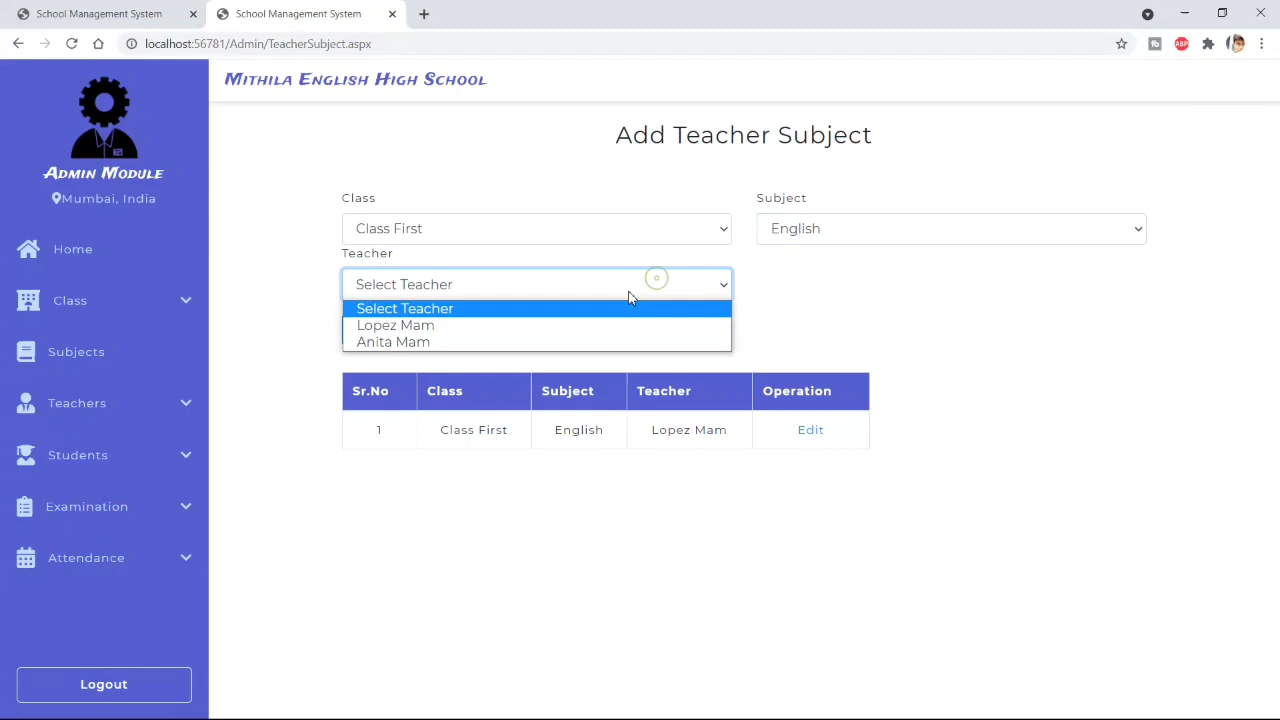 School Management System
School Management System
localhost:56781/Admin/TeacherSubject.aspx
fb
ABP
Mithila English High School
Admin Module
Mumbai, India
Home
Class
Subjects
Teachers
Students
Examination
Attendance
Logout
Add Teacher Subject
Class
Subject
Class First
English
Teacher
Select Teacher
Select Teacher
Lopez Mam
Anita Mam
Sr.No Class Subject Teacher Operation
1 Class First English Lopez Mam Edit